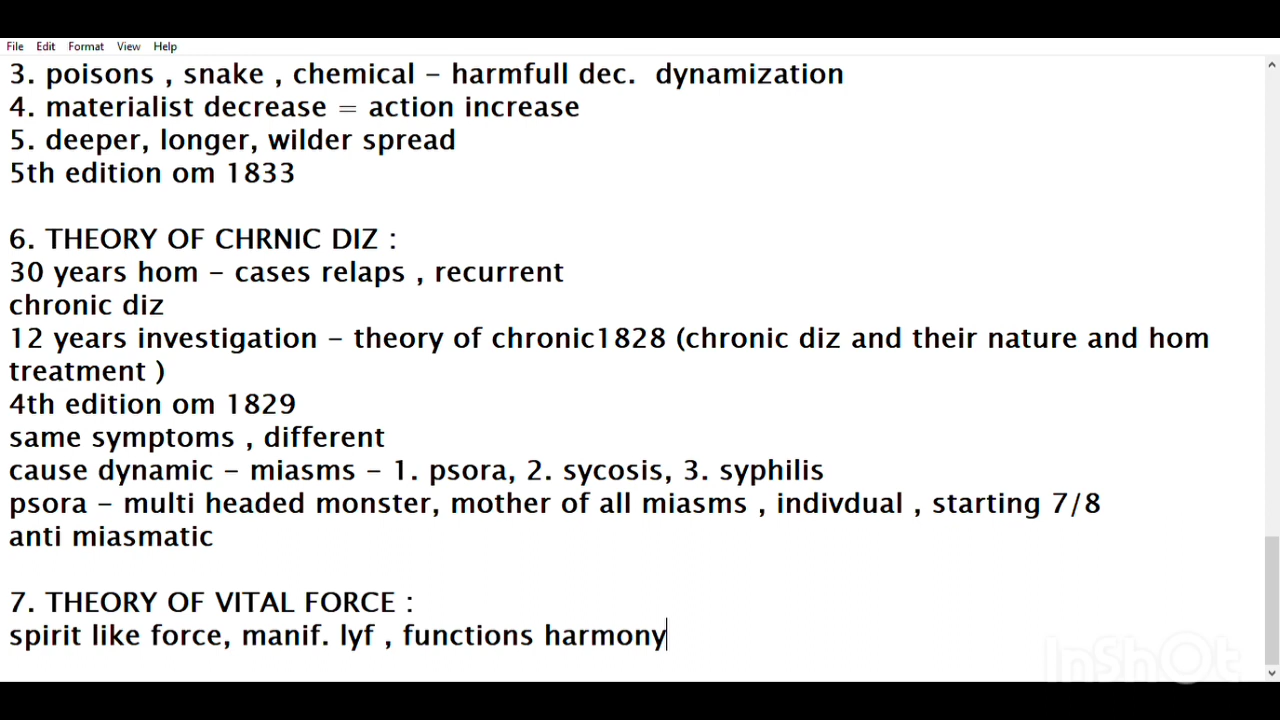 File Edit Format View Help
3. poisons , snake , chemical - harmfull dec.  dynamization
4. materialist decrease = action increase
5. deeper, longer, wilder spread
5th edition om 1833
6. THEORY OF CHRNIC DIZ :
30 years hom - cases relaps , recurrent
chronic diz
12 years investigation - theory of chronic1828 (chronic diz and their nature and hom
treatment )
4th edition om 1829
same symptoms , different
cause dynamic - miasms - 1. psora, 2. sycosis, 3. syphilis
psora - multi headed monster, mother of all miasms , indivdual , starting 7/8
anti miasmatic
7. THEORY OF VITAL FORCE :
spirit like force, manif. lyf , functions harmony
InShOt